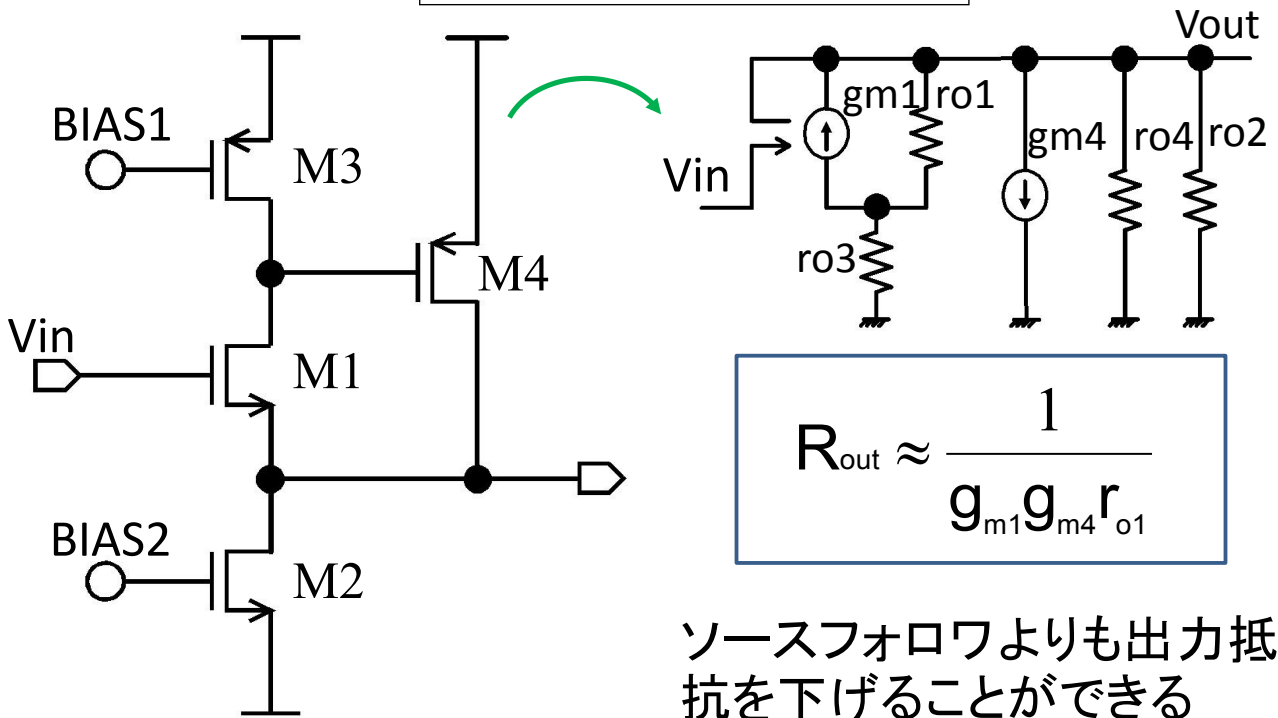 BIAS1
M3
M4
Vin
M1
BIAS2
M2
Vout
gm1 ro1
gm4 ro4 ro2
Vin
ro3
Rout ≈ 1 / gm1gm4ro1
ソースフォロワよりも出力抵
抗を下げることができる